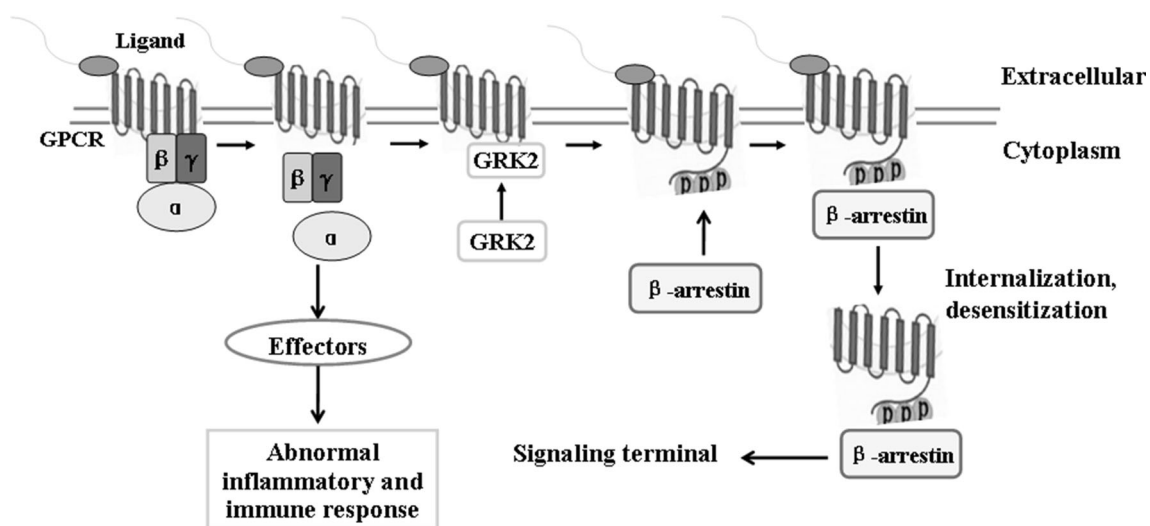 Ligand
Extracellular
GPCR
Cytoplasm
β γ
α
β γ
α
GRK2
GRK2
p p p
β-arrestin
p p p
β-arrestin
Internalization,
desensitization
p p p
β-arrestin
Effectors
Signaling terminal
Abnormal
inflammatory and
immune response